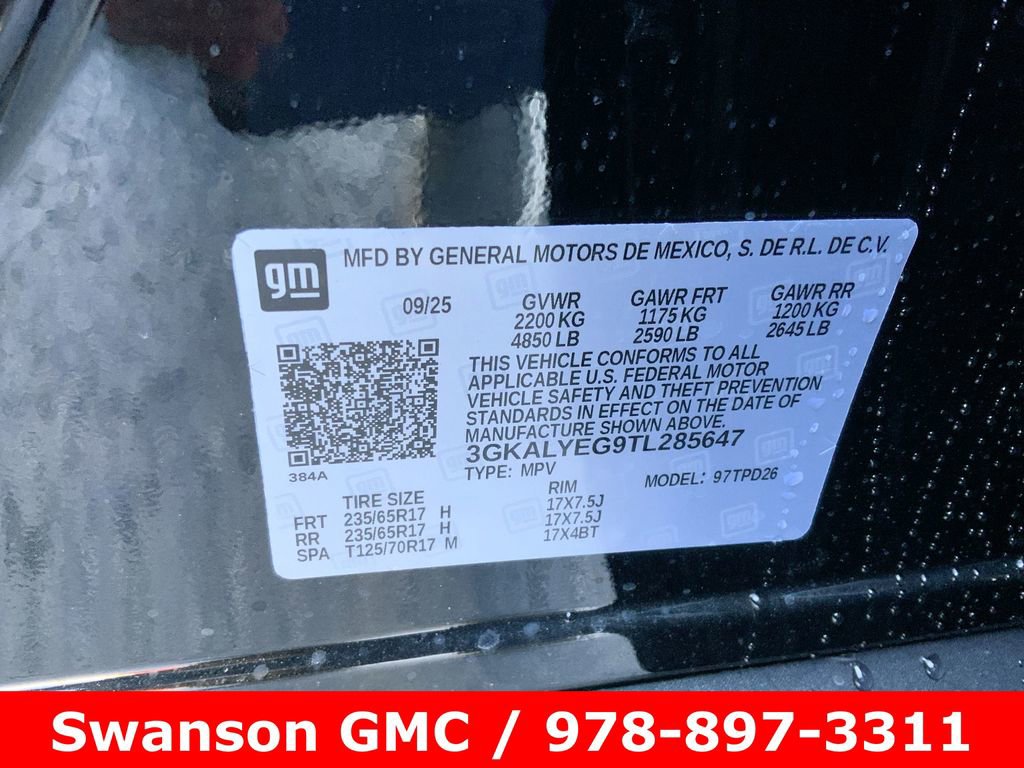 gm
MFD BY GENERAL MOTORS DE MEXICO, S. DE R.L. DE C.V.
09/25 GVWR GAWR FRT GAWR RR
2200 KG 1175 KG 1200 KG
4850 LB 2590 LB 2645 LB
THIS VEHICLE CONFORMS TO ALL
APPLICABLE U.S. FEDERAL MOTOR
VEHICLE SAFETY AND THEFT PREVENTION
STANDARDS IN EFFECT ON THE DATE OF
MANUFACTURE SHOWN ABOVE.
3GKALYEG9TL285647
384A
TYPE: MPV MODEL: 97TPD26
TIRE SIZE RIM
FRT 235/65R17 H 17X7.5J
RR 235/65R17 H 17X7.5J
SPA T125/70R17 M 17X4BT
Swanson GMC / 978-897-3311